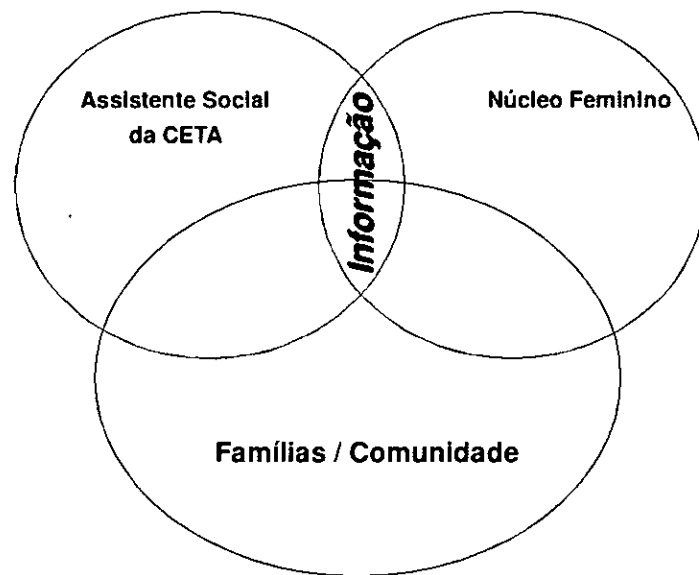 Assistente Social
da CETA
Informação
Núcleo Feminino
Famílias / Comunidade